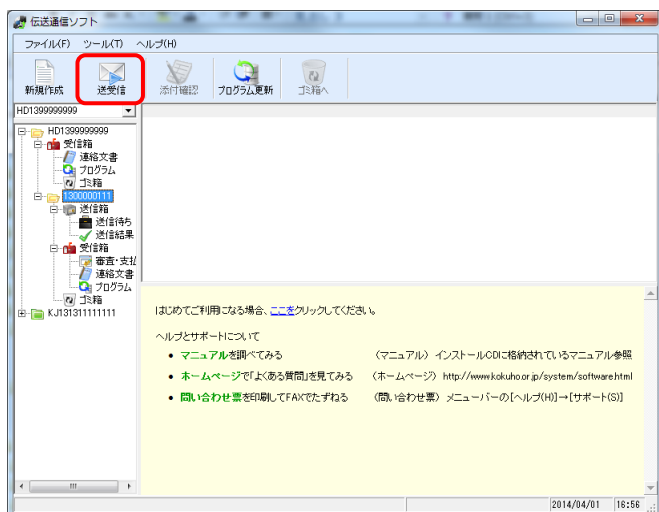 伝送通信ソフト
ファイル(F) ツール(T) ヘルプ(H)
新規作成 送受信 添付確認 プログラム更新 ゴミ箱へ
HD1399999999
HD1399999999
受信箱
連絡文書
プログラム
ゴミ箱
1300000111
送信箱
送信待ち
送信結果
受信箱
審査・支払
連絡文書
プログラム
ゴミ箱
KJ131311111111
はじめてご利用になる場合、ここをクリックしてください。
ヘルプとサポートについて
• マニュアルを調べてみる (マニュアル) インストールCDに格納されているマニュアル参照
• ホームページで「よくある質問」を見てみる (ホームページ) http://www.kokuho.or.jp/system/software.html
• 問い合わせ票を印刷してFAXでたずねる (問い合わせ票) メニューバーの[ヘルプ(H)]→[サポート(S)]
2014/04/01 16:56